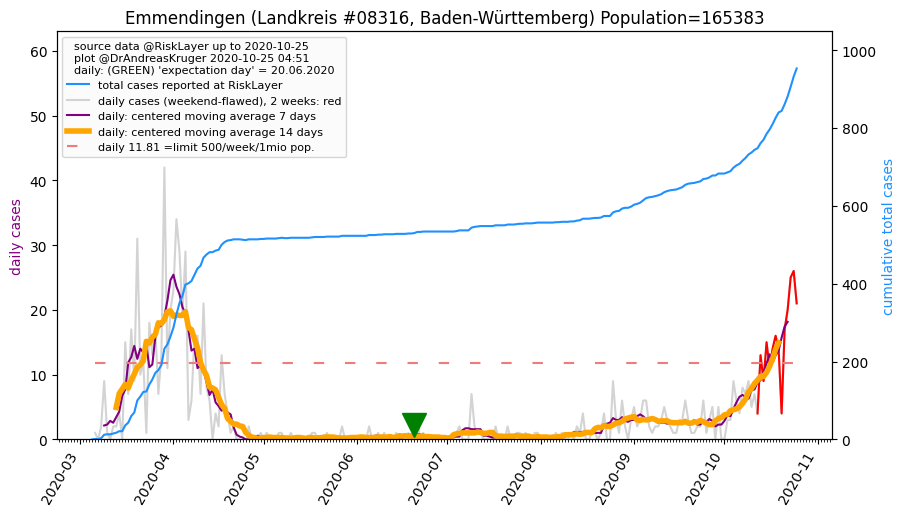 Emmendingen (Landkreis #08316, Baden-Württemberg) Population=165383
source data @RiskLayer up to 2020-10-25
plot @DrAndreasKruger 2020-10-25 04:51
daily: (GREEN) 'expectation day' = 20.06.2020
total cases reported at RiskLayer
daily cases (weekend-flawed), 2 weeks: red
daily: centered moving average 7 days
daily: centered moving average 14 days
daily 11.81 =limit 500/week/1mio pop.
daily cases
60
50
40
30
20
10
0
cumulative total cases
1000
800
600
400
200
0
2020-03
2020-04
2020-05
2020-06
2020-07
2020-08
2020-09
2020-10
2020-11